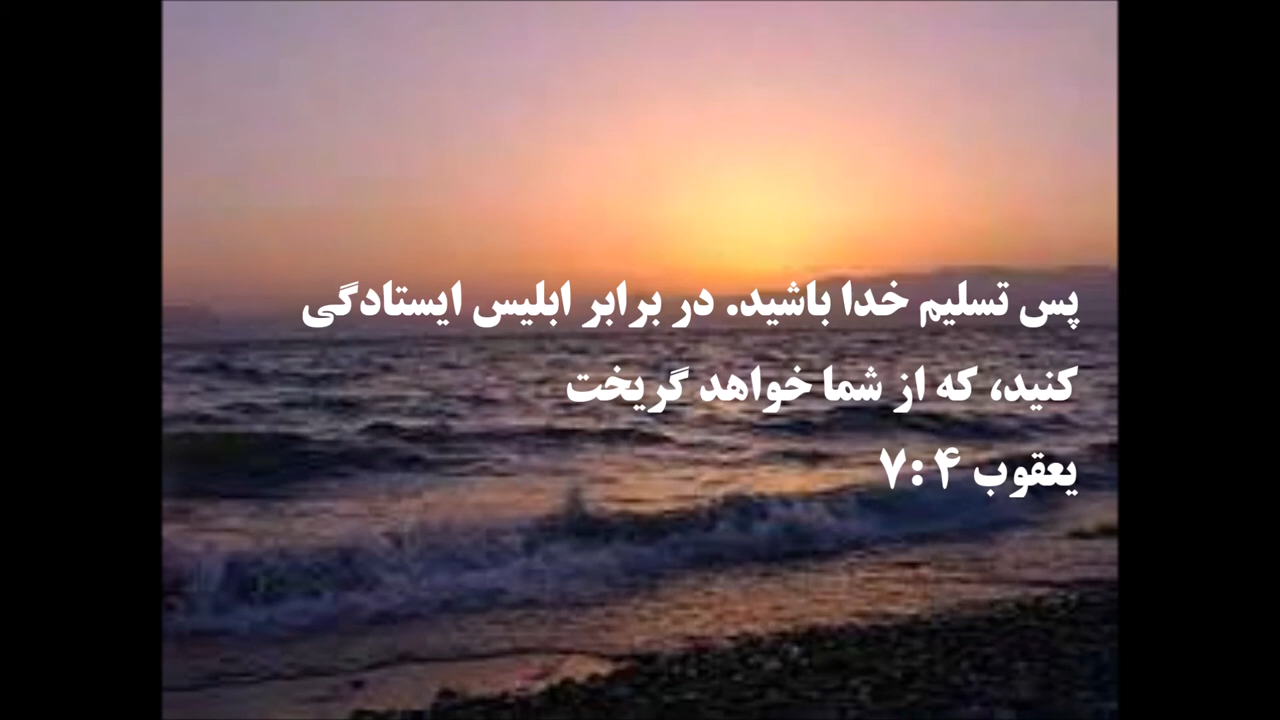 پس تسلیم خدا باشید. در برابر ابلیس ایستادگی
کنید، که از شما خواهد گریخت
یعقوب ۴ :۷